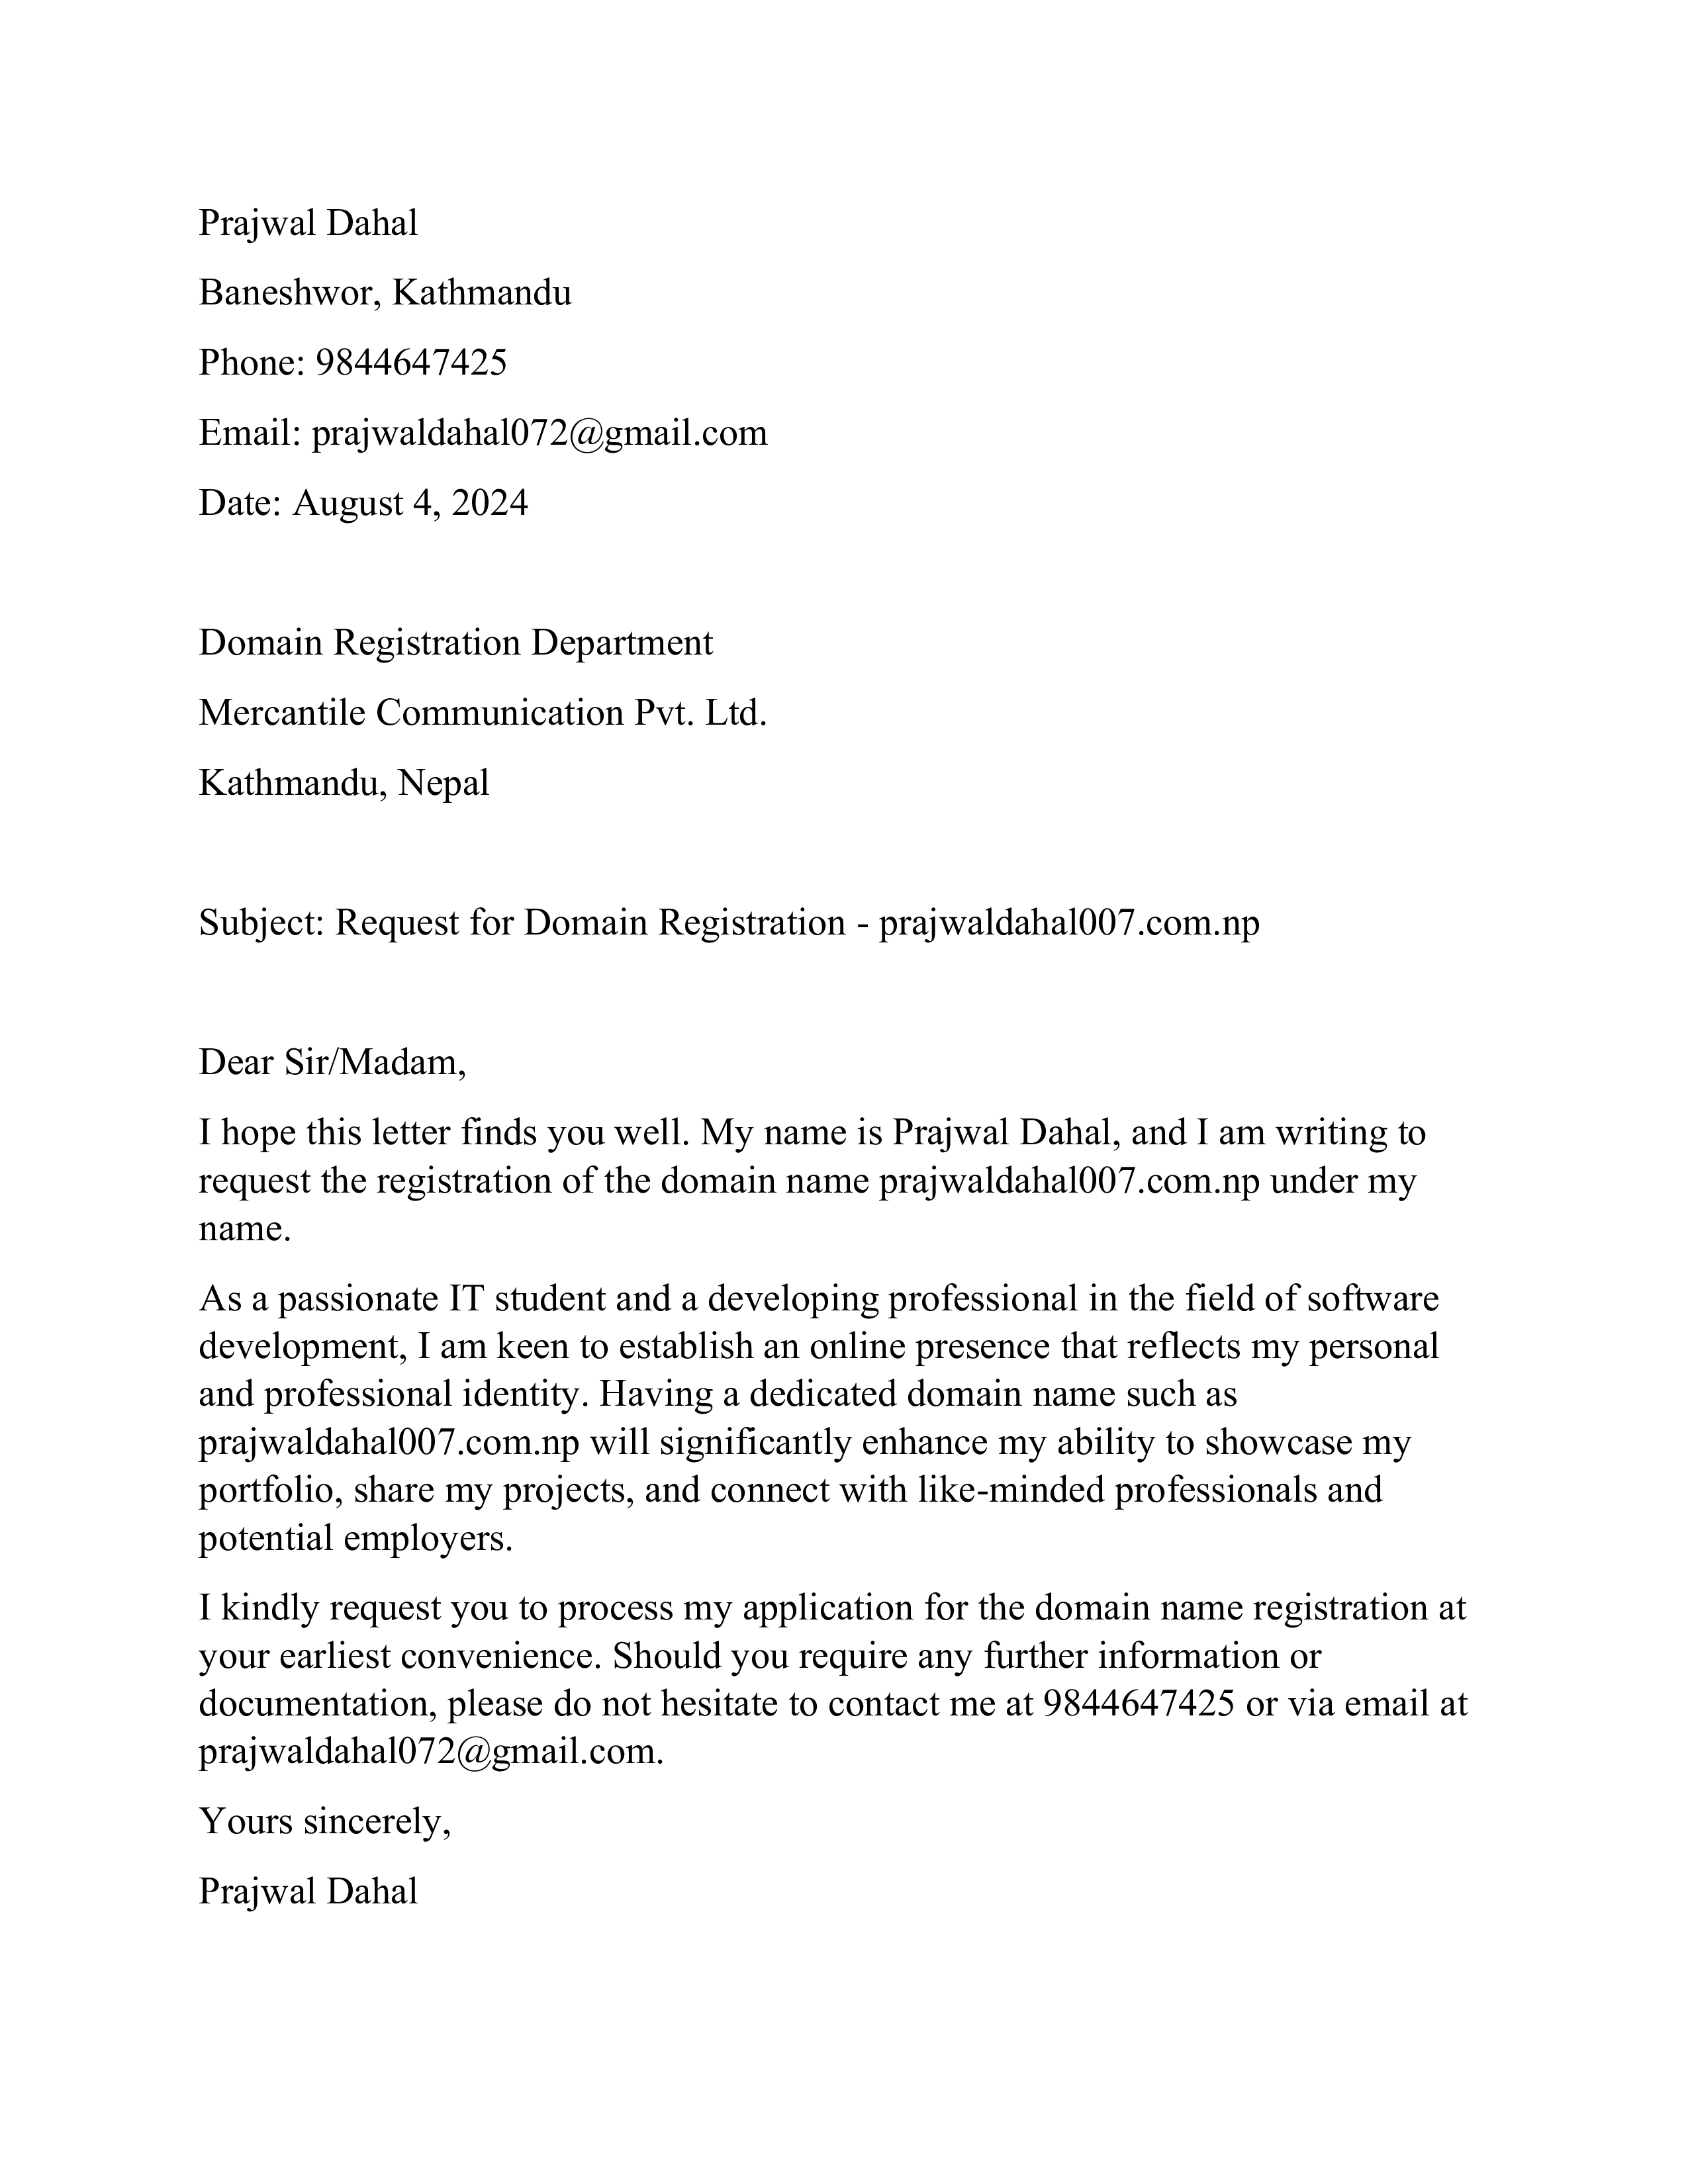 Prajwal Dahal
Baneshwor, Kathmandu
Phone: 9844647425
Email: prajwaldahal072@gmail.com
Date: August 4, 2024
Domain Registration Department
Mercantile Communication Pvt. Ltd.
Kathmandu, Nepal
Subject: Request for Domain Registration - prajwaldahal007.com.np
Dear Sir/Madam,
I hope this letter finds you well. My name is Prajwal Dahal, and I am writing to
request the registration of the domain name prajwaldahal007.com.np under my
name.
As a passionate IT student and a developing professional in the field of software
development, I am keen to establish an online presence that reflects my personal
and professional identity. Having a dedicated domain name such as
prajwaldahal007.com.np will significantly enhance my ability to showcase my
portfolio, share my projects, and connect with like-minded professionals and
potential employers.
I kindly request you to process my application for the domain name registration at
your earliest convenience. Should you require any further information or
documentation, please do not hesitate to contact me at 9844647425 or via email at
prajwaldahal072@gmail.com.
Yours sincerely,
Prajwal Dahal